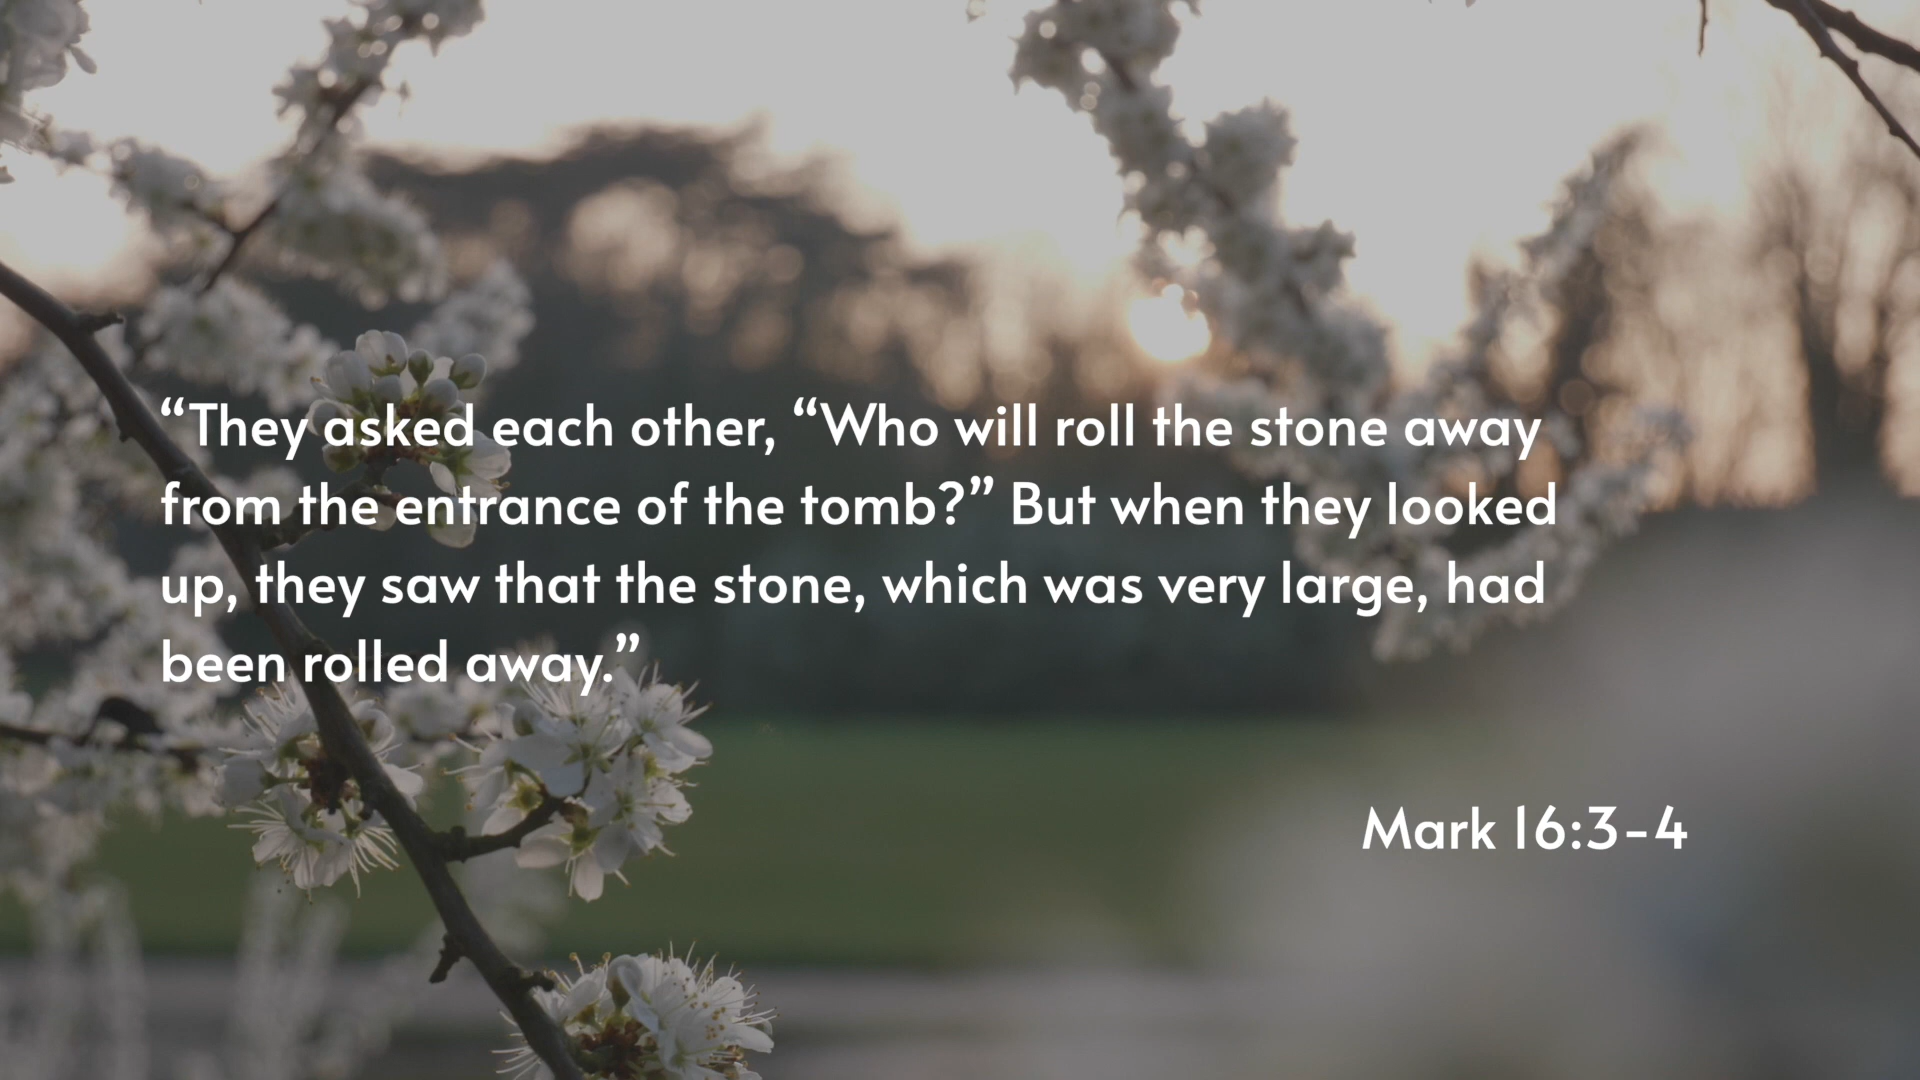 “They asked each other, “Who will roll the stone away
from the entrance of the tomb?” But when they looked
up, they saw that the stone, which was very large, had
been rolled away.”
Mark 16:3-4